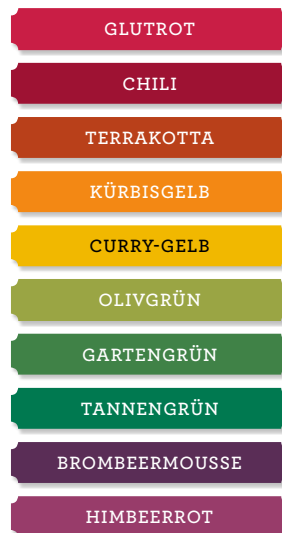 GLUTROT
CHILI
TERRAKOTTA
KÜRBISGELB
CURRY-GELB
OLIVGRÜN
GARTENGRÜN
TANNENGRÜN
BROMBEERMOUSSE
HIMBEERROT